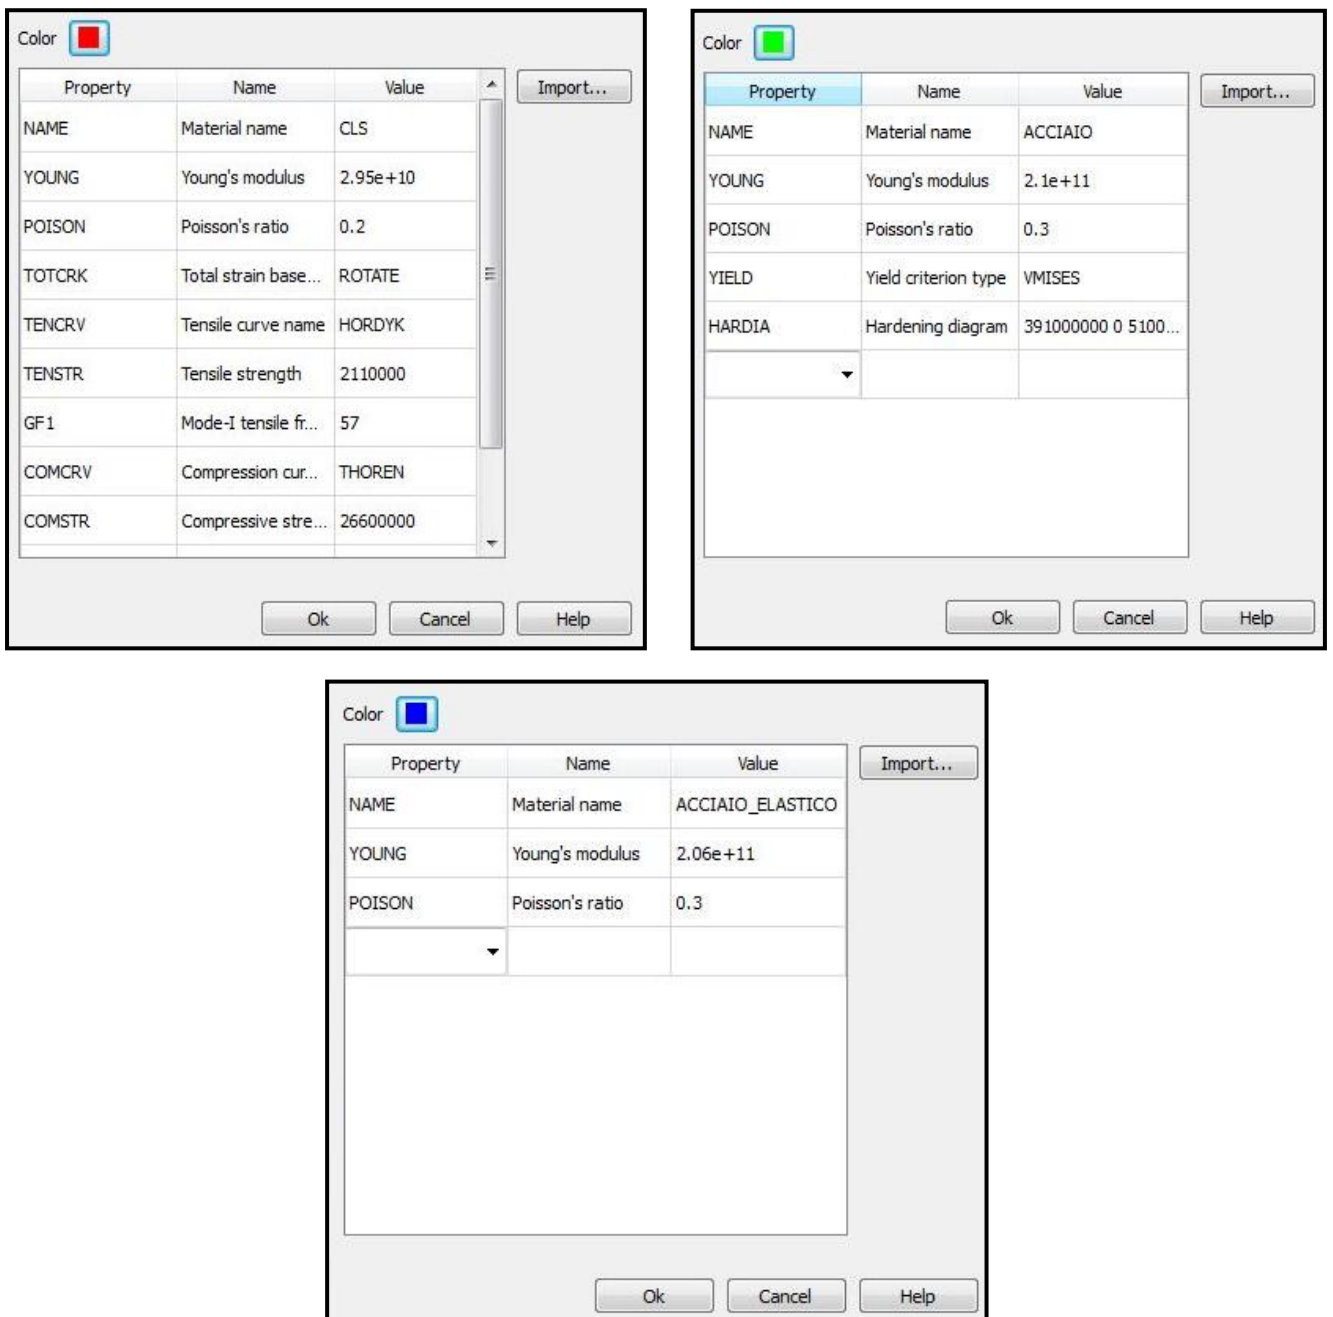 Color
Property Name Value Import...
NAME Material name CLS
YOUNG Young's modulus 2.95e+10
POISON Poisson's ratio 0.2
TOTCRK Total strain base... ROTATE
TENCRV Tensile curve name HORDYK
TENSTR Tensile strength 2110000
GF1 Mode-I tensile fr... 57
COMCRV Compression cur... THOREN
COMSTR Compressive stre... 26600000
Ok Cancel Help
Color
Property Name Value Import...
NAME Material name ACCIAIO
YOUNG Young's modulus 2.1e+11
POISON Poisson's ratio 0.3
YIELD Yield criterion type VMISES
HARDIA Hardening diagram 391000000 0 5100...
Ok Cancel Help
Color
Property Name Value Import...
NAME Material name ACCIAIO_ELASTICO
YOUNG Young's modulus 2.06e+11
POISON Poisson's ratio 0.3
Ok Cancel Help